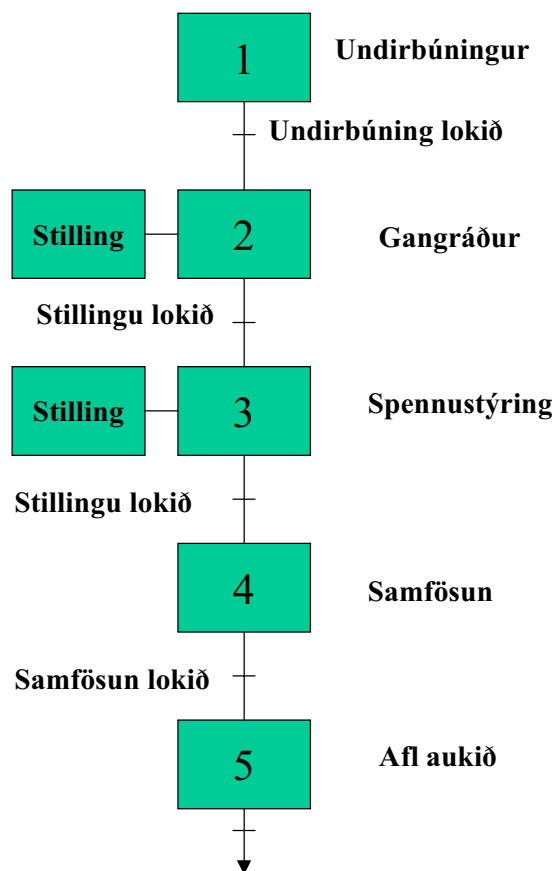 1
Undirbúningur
Undirbúning lokið
Stilling
2
Gangráður
Stillingu lokið
Stilling
3
Spennustýring
Stillingu lokið
4
Samfösun
Samfösun lokið
5
Afl aukið